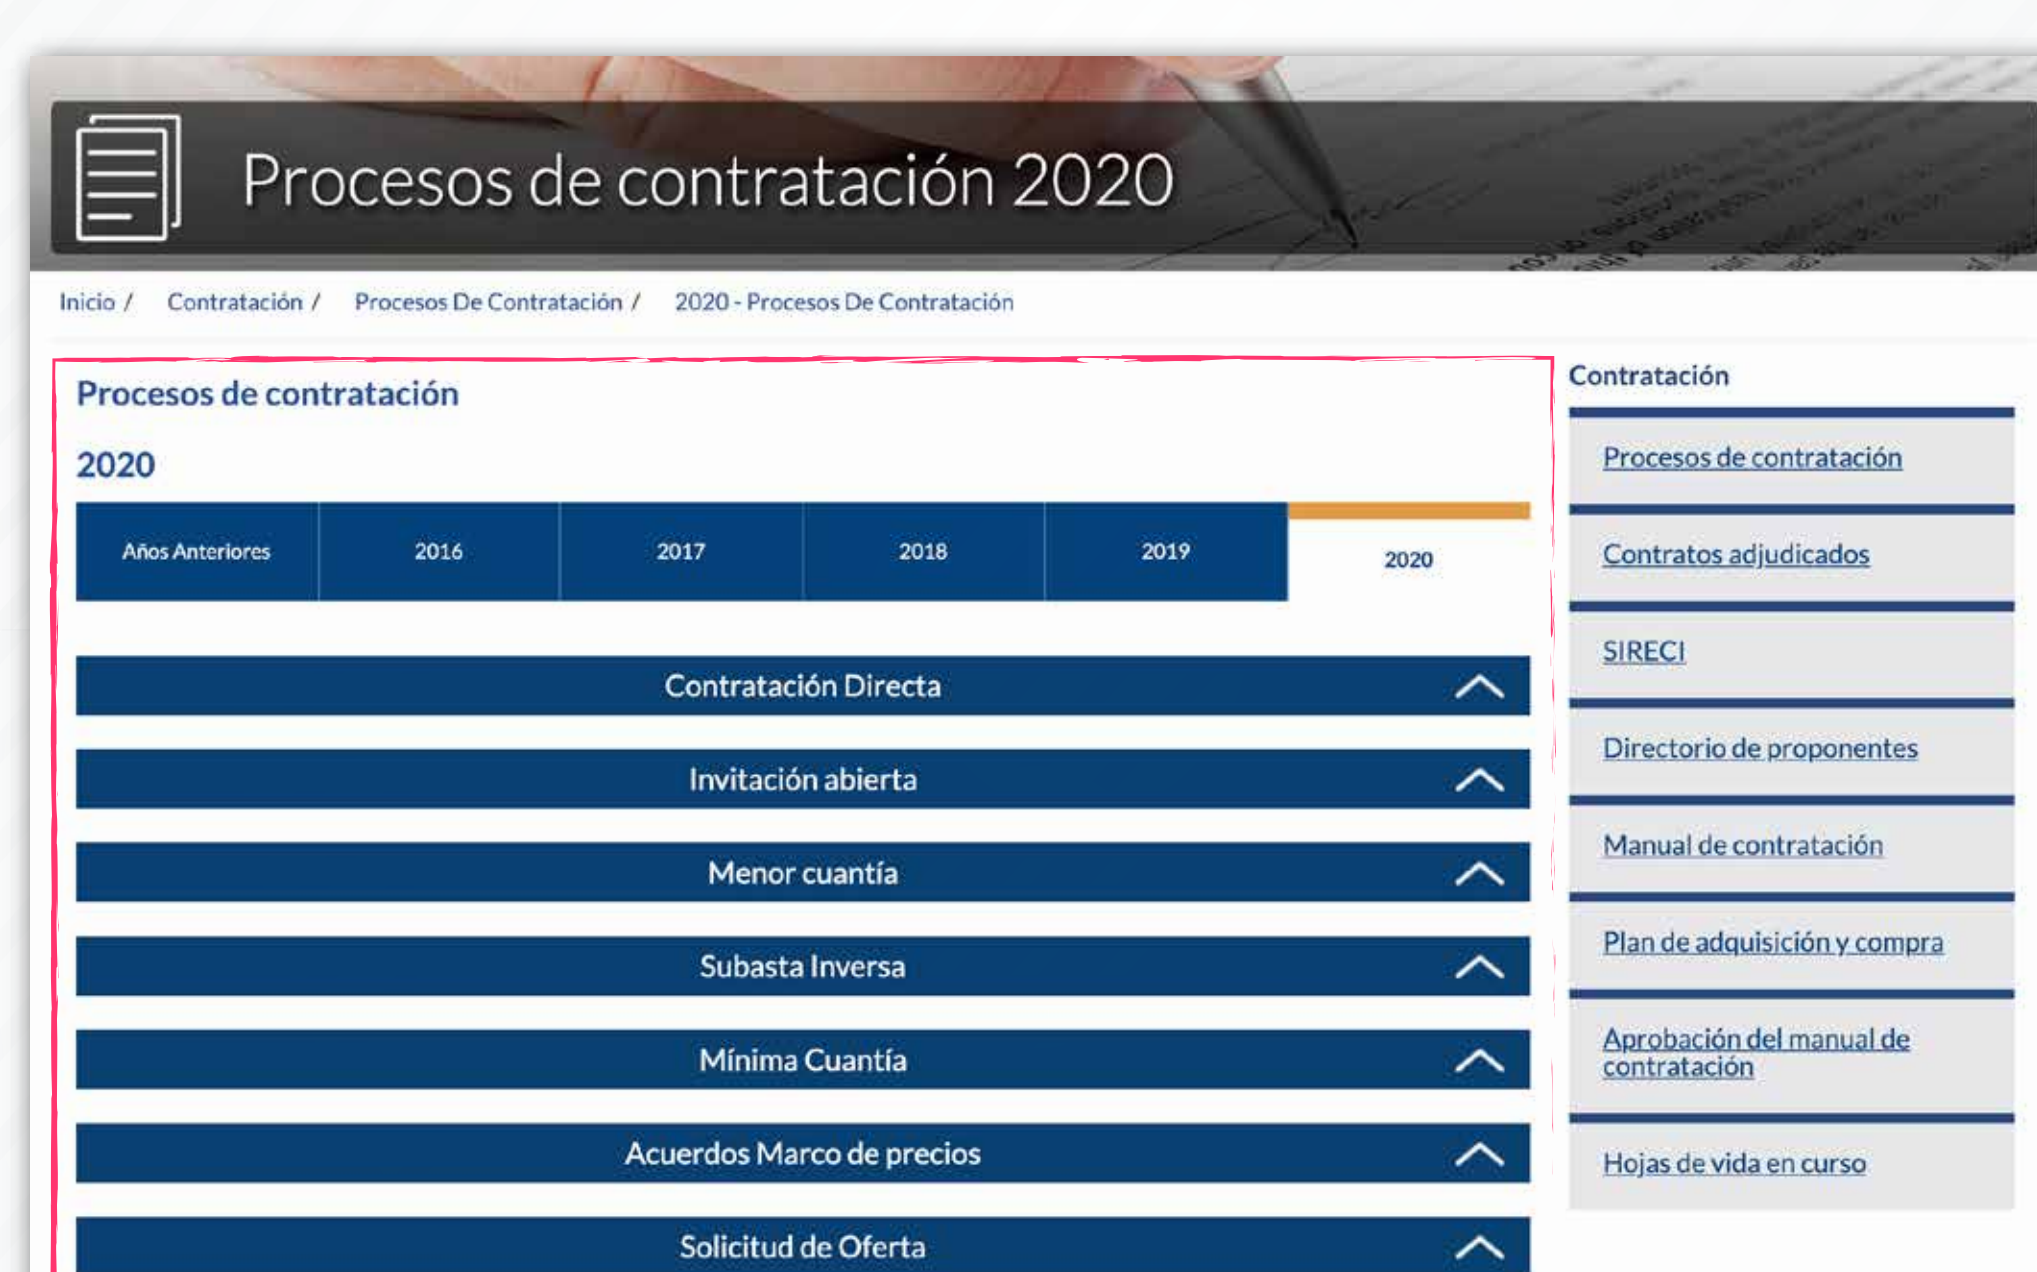 Procesos de contratación 2020
Inicio / Contratación / Procesos De Contratación / 2020 - Procesos De Contratación
Procesos de contratación
2020
Años Anteriores 2016 2017 2018 2019 2020
Contratación Directa
Invitación abierta
Menor cuantía
Subasta Inversa
Mínima Cuantía
Acuerdos Marco de precios
Solicitud de Oferta
Contratación
Procesos de contratación
Contratos adjudicados
SIRECI
Directorio de proponentes
Manual de contratación
Plan de adquisición y compra
Aprobación del manual de
contratación
Hojas de vida en curso